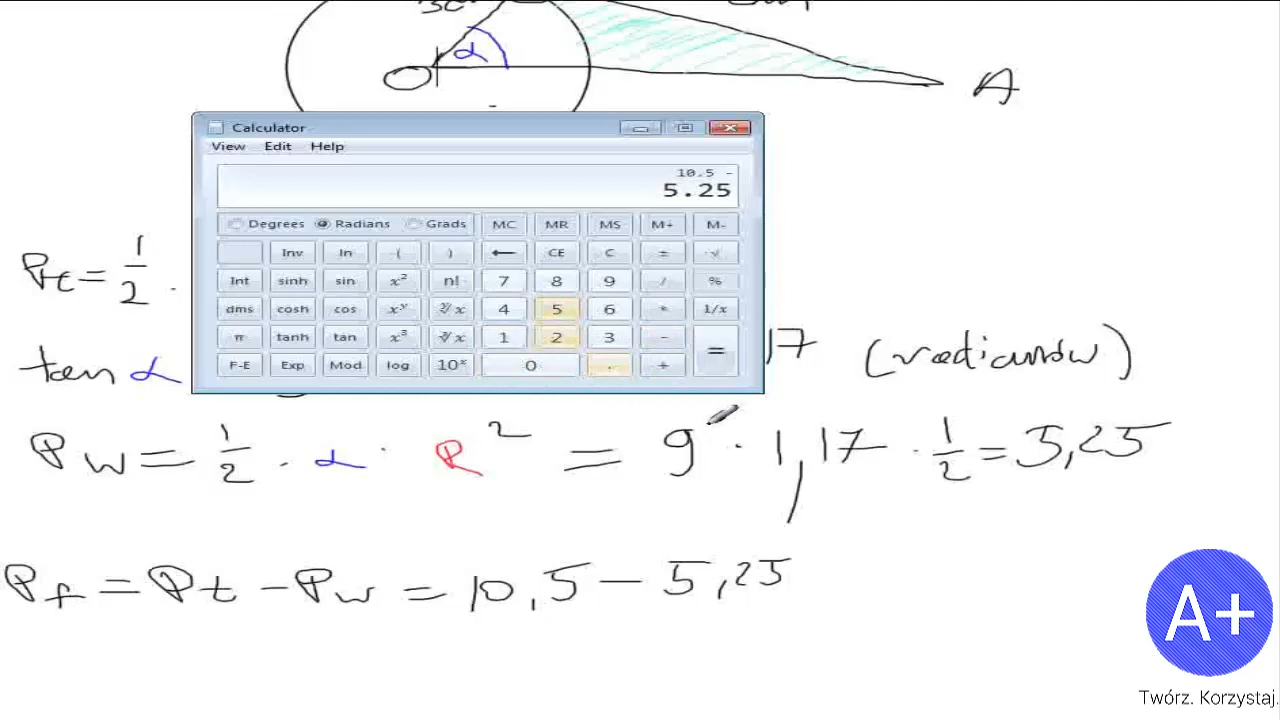 α
O
A
Calculator
View Edit Help
10.5 -
5.25
Degrees Radians Grads MC MR MS M+ M-
Inv ln ( ) ← CE C ± √
Int sinh sin x² n! 7 8 9 / %
dms cosh cos xʸ ʸ√x 4 5 6 * 1/x
π tanh tan x³ ³√x 1 2 3 - =
F-E Exp Mod log 10ˣ 0 . +
Pt = 1/2 .
tan α 17 (radianów)
Pw = 1/2 · α · R² = 9 · 1,17 · 1/2 = 5,25
Pf = Pt - Pw = 10,5 - 5,25
A+
Twórz. Korzystaj.